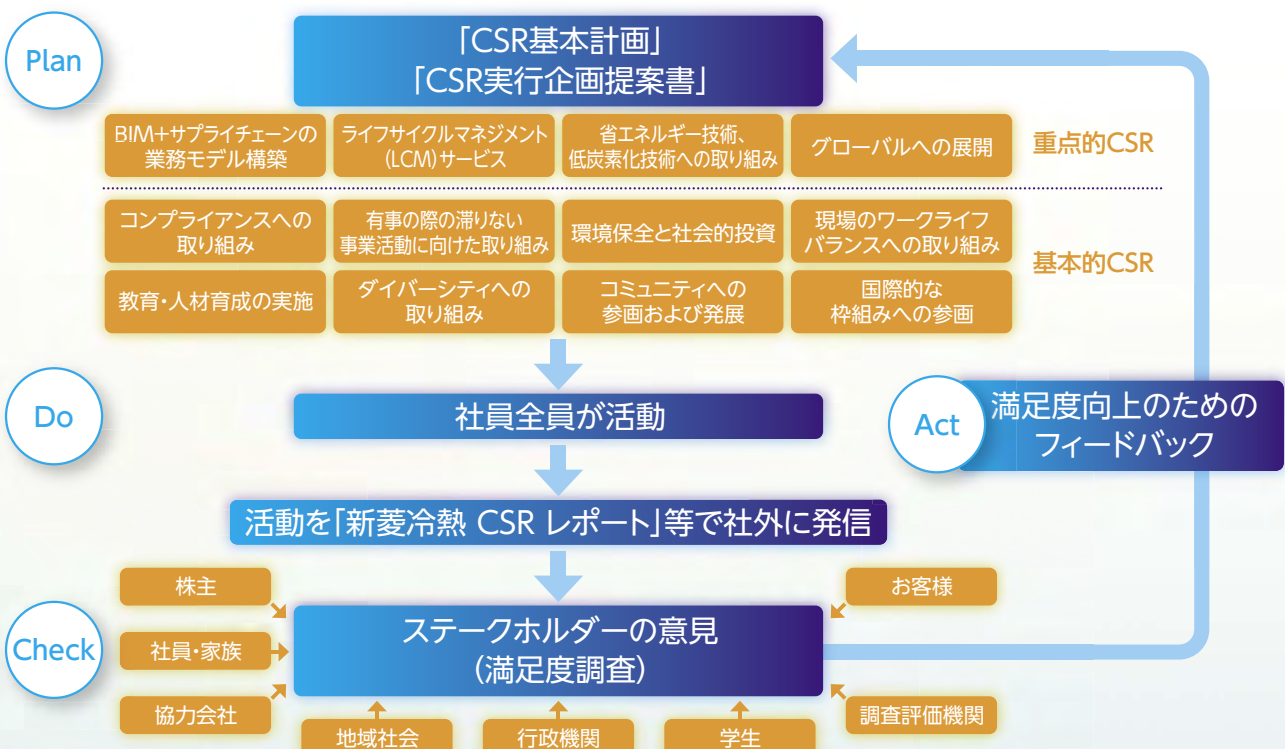 Plan
「CSR基本計画」
「CSR実行企画提案書」
BIM+サプライチェーンの
業務モデル構築
ライフサイクルマネジメント
(LCM)サービス
省エネルギー技術、
低炭素化技術への取り組み
グローバルへの展開
重点的CSR
コンプライアンスへの
取り組み
有事の際の滞りない
事業活動に向けた取り組み
環境保全と社会的投資
現場のワークライフ
バランスへの取り組み
基本的CSR
教育・人材育成の実施
ダイバーシティへの
取り組み
コミュニティへの
参画および発展
国際的な
枠組みへの参画
Do
社員全員が活動
Act
満足度向上のための
フィードバック
活動を「新菱冷熱 CSR レポート」等で社外に発信
株主
お客様
Check
社員・家族
ステークホルダーの意見
(満足度調査)
協力会社
調査評価機関
地域社会
行政機関
学生